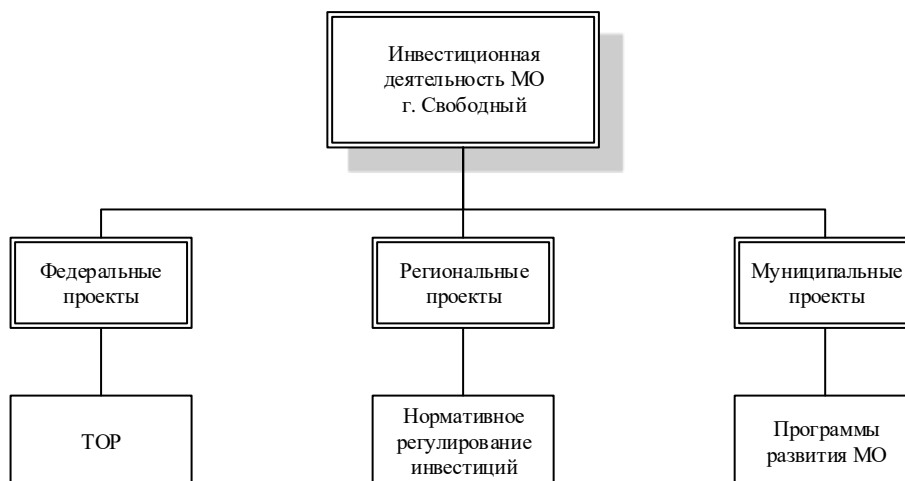 Инвестиционная
деятельность МО
г. Свободный
Федеральные
проекты
Региональные
проекты
Муниципальные
проекты
ТОР
Нормативное
регулирование
инвестиций
Программы
развития МО